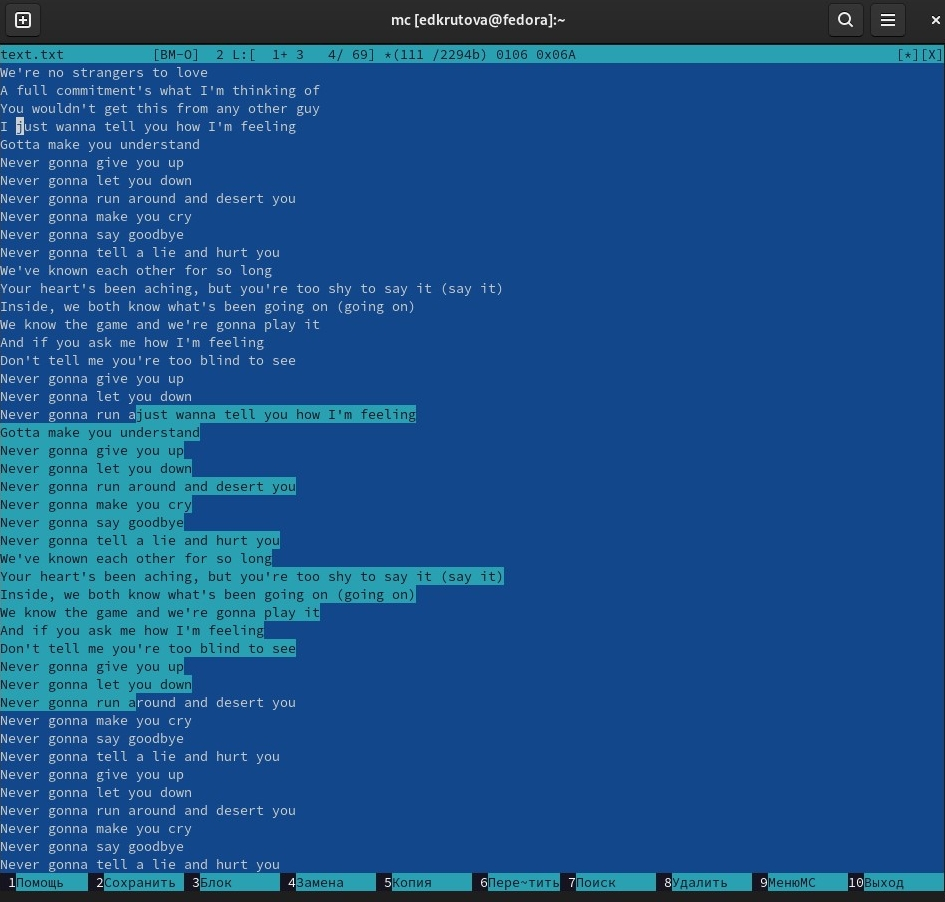 mc [edkrutova@fedora]:~
text.txt [BM-O] 2 L:[ 1+ 3 4/ 69] *(111 /2294b) 0106 0x06A [*][X]
We're no strangers to love
A full commitment's what I'm thinking of
You wouldn't get this from any other guy
I just wanna tell you how I'm feeling
Gotta make you understand
Never gonna give you up
Never gonna let you down
Never gonna run around and desert you
Never gonna make you cry
Never gonna say goodbye
Never gonna tell a lie and hurt you
We've known each other for so long
Your heart's been aching, but you're too shy to say it (say it)
Inside, we both know what's been going on (going on)
We know the game and we're gonna play it
And if you ask me how I'm feeling
Don't tell me you're too blind to see
Never gonna give you up
Never gonna let you down
Never gonna run ajust wanna tell you how I'm feeling
Gotta make you understand
Never gonna give you up
Never gonna let you down
Never gonna run around and desert you
Never gonna make you cry
Never gonna say goodbye
Never gonna tell a lie and hurt you
We've known each other for so long
Your heart's been aching, but you're too shy to say it (say it)
Inside, we both know what's been going on (going on)
We know the game and we're gonna play it
And if you ask me how I'm feeling
Don't tell me you're too blind to see
Never gonna give you up
Never gonna let you down
Never gonna run around and desert you
Never gonna make you cry
Never gonna say goodbye
Never gonna tell a lie and hurt you
Never gonna give you up
Never gonna let you down
Never gonna run around and desert you
Never gonna make you cry
Never gonna say goodbye
Never gonna tell a lie and hurt you
1Помощь 2Сохранить 3Блок 4Замена 5Копия 6Пере~тить 7Поиск 8Удалить 9МенюMC 10Выход